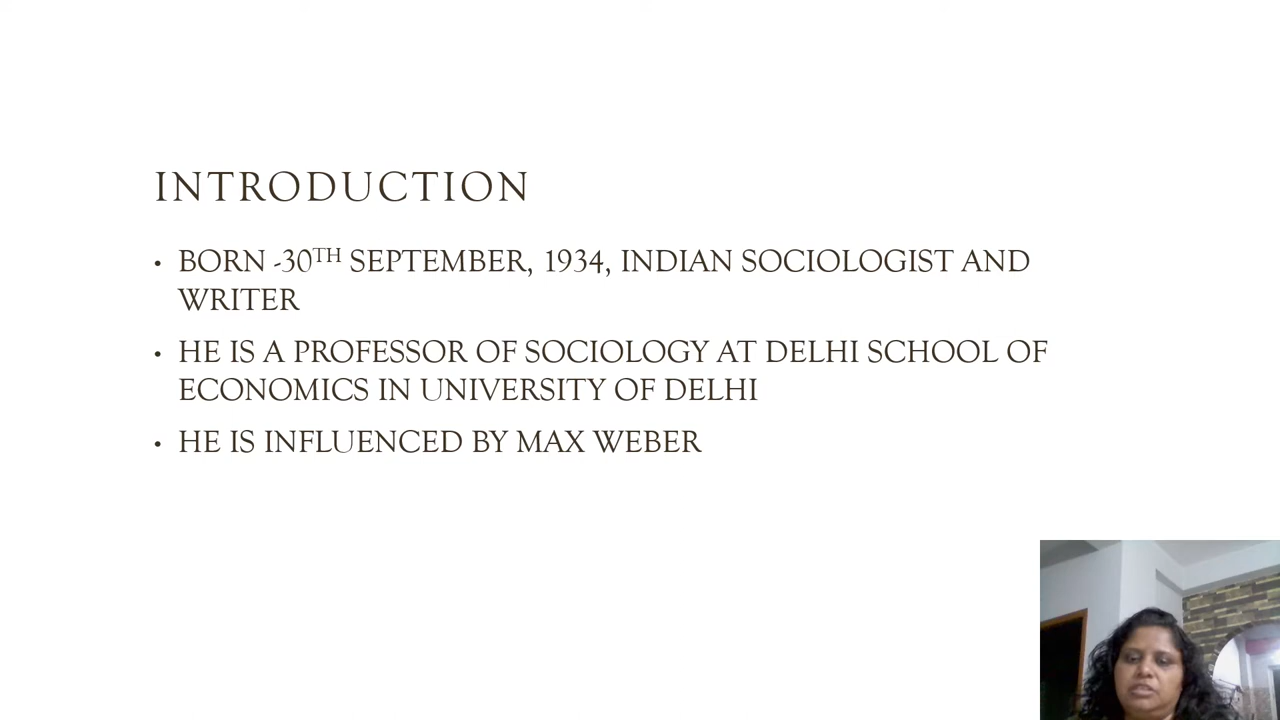 INTRODUCTION
• BORN -30TH SEPTEMBER, 1934, INDIAN SOCIOLOGIST AND
WRITER
• HE IS A PROFESSOR OF SOCIOLOGY AT DELHI SCHOOL OF
ECONOMICS IN UNIVERSITY OF DELHI
• HE IS INFLUENCED BY MAX WEBER